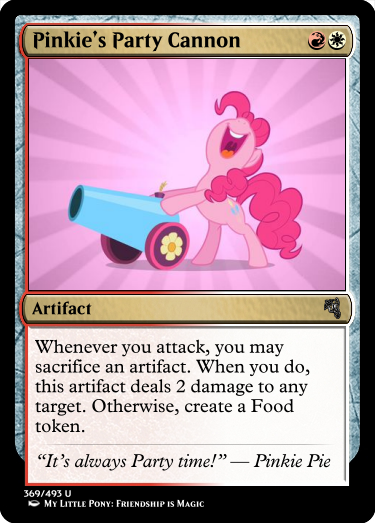 Pinkie's Party Cannon
Artifact
Whenever you attack, you may
sacrifice an artifact. When you do,
this artifact deals 2 damage to any
target. Otherwise, create a Food
token.
“It's always Party time!” — Pinkie Pie
369/493 U
My Little Pony: Friendship is Magic